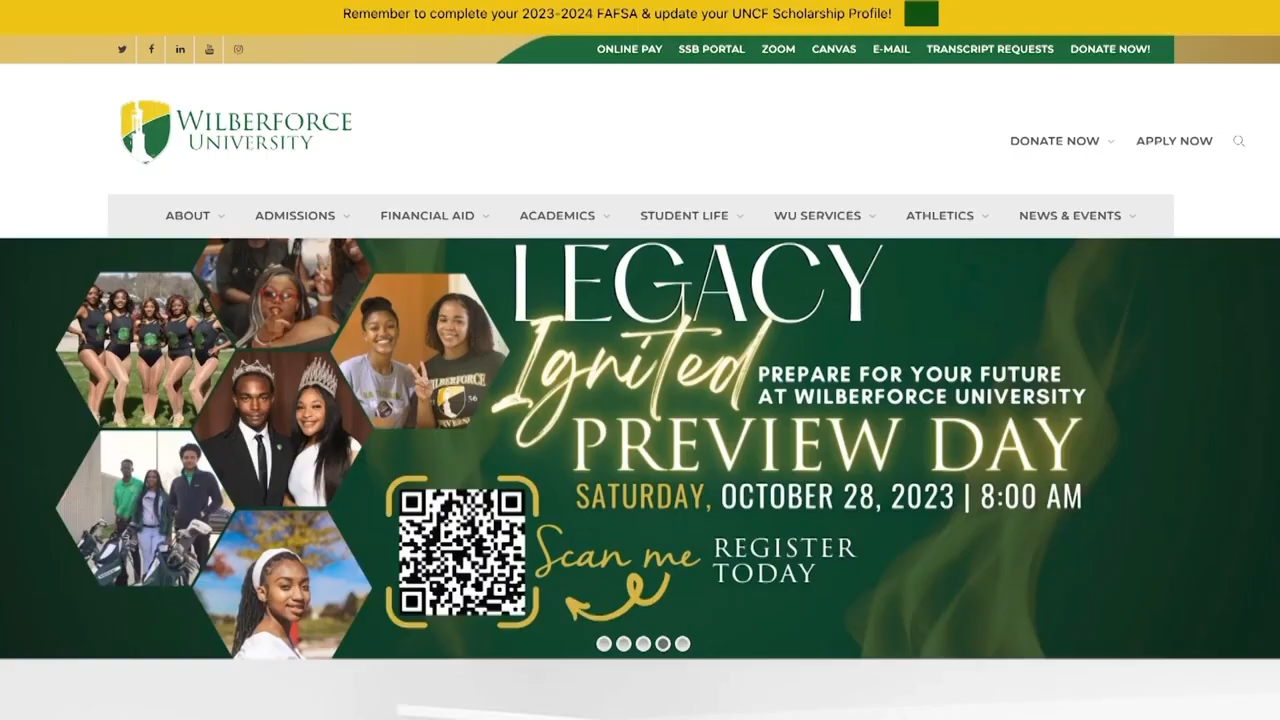 Remember to complete your 2023-2024 FAFSA & update your UNCF Scholarship Profile!
ONLINE PAY SSB PORTAL ZOOM CANVAS E-MAIL TRANSCRIPT REQUESTS DONATE NOW!
WILBERFORCE
UNIVERSITY
DONATE NOW APPLY NOW
ABOUT ADMISSIONS FINANCIAL AID ACADEMICS STUDENT LIFE WU SERVICES ATHLETICS NEWS & EVENTS
LEGACY
Ignited
PREPARE FOR YOUR FUTURE
AT WILBERFORCE UNIVERSITY
PREVIEW DAY
SATURDAY, OCTOBER 28, 2023 | 8:00 AM
Scan me
REGISTER
TODAY